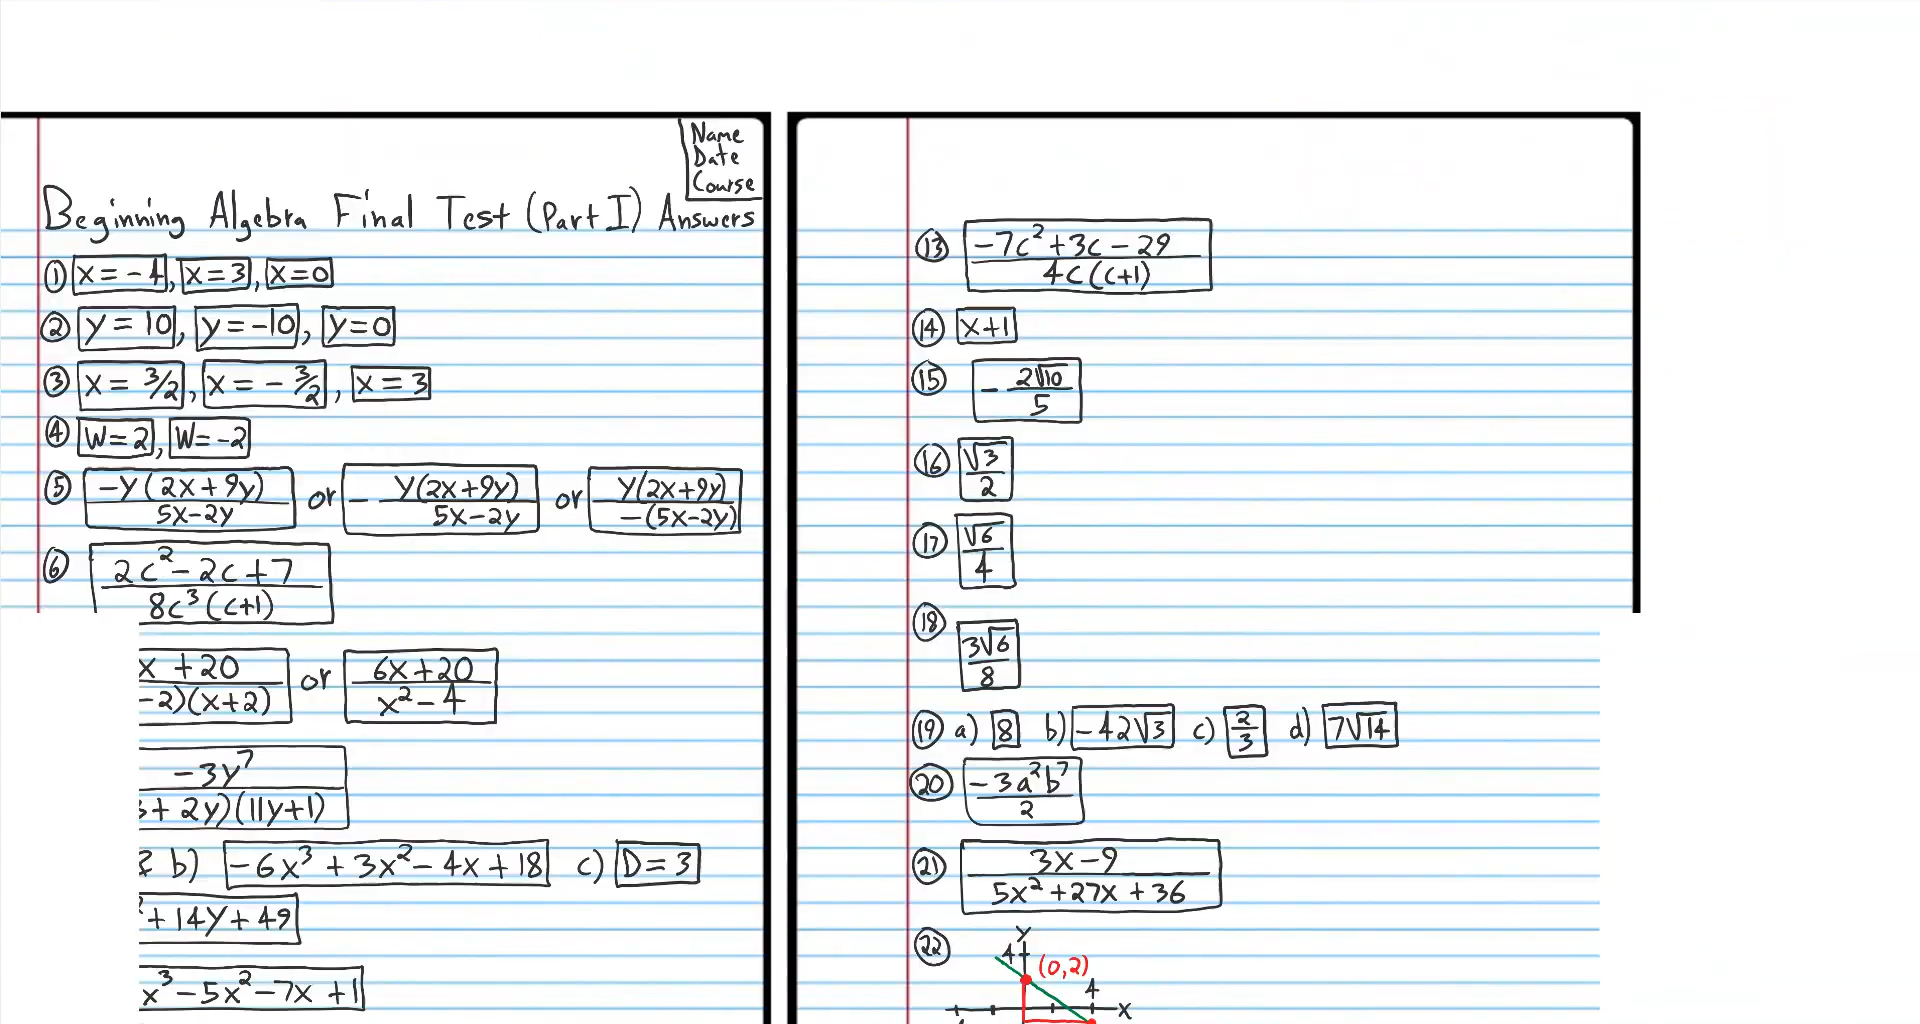 Name
Date
Course
Beginning Algebra Final Test (Part I) Answers
① x = -4, x = 3, x = 0
② y = 10, y = -10, y = 0
③ x = 3/2, x = - 3/2, x = 3
④ W = 2, W = -2
⑤ -y(2x + 9y) / 5x - 2y or - y(2x+9y) / 5x-2y or y(2x+9y) / -(5x-2y)
⑥ 2c² - 2c + 7 / 8c³(c+1)
x + 20 / -2)(x+2) or 6x+20 / x² - 4
-3y⁷ / + 2y)(11y+1)
b) -6x³ + 3x² - 4x + 18 c) D = 3
+ 14y + 49
x³ - 5x² - 7x + 1
⑬ -7c² + 3c - 29 / 4c(c+1)
⑭ x+1
⑮ - 2√10 / 5
⑯ √3 / 2
⑰ √6 / 4
⑱ 3√6 / 8
⑲ a) 8 b) -42√3 c) 2/3 d) 7√14
⑳ -3a²b⁷ / 2
㉑ 3x - 9 / 5x² + 27x + 36
㉒ y
4 (0,2)
4
x